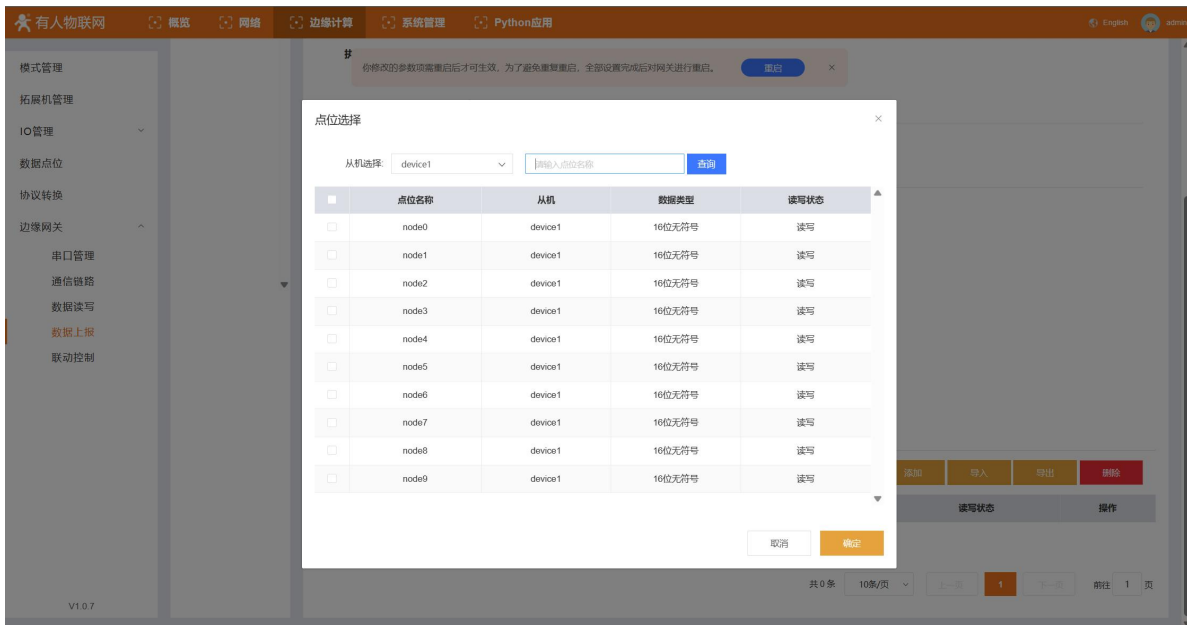 有人物联网 概览 网络 边缘计算 系统管理 Python应用 English admin
模式管理
拓展机管理
IO管理
数据点位
协议转换
边缘网关
串口管理
通信链路
数据读写
数据上报
联动控制
V1.0.7
你修改的参数项需重启后才可生效，为了避免重复重启，全部设置完成后对网关进行重启。 重启 ×
点位选择 ×
从机选择: device1 请输入点位名称 查询
点位名称 从机 数据类型 读写状态
node0 device1 16位无符号 读写
node1 device1 16位无符号 读写
node2 device1 16位无符号 读写
node3 device1 16位无符号 读写
node4 device1 16位无符号 读写
node5 device1 16位无符号 读写
node6 device1 16位无符号 读写
node7 device1 16位无符号 读写
node8 device1 16位无符号 读写
node9 device1 16位无符号 读写
取消 确定
添加 导入 导出 删除
读写状态 操作
共 0 条 10条/页 上一页 1 下一页 前往 1 页